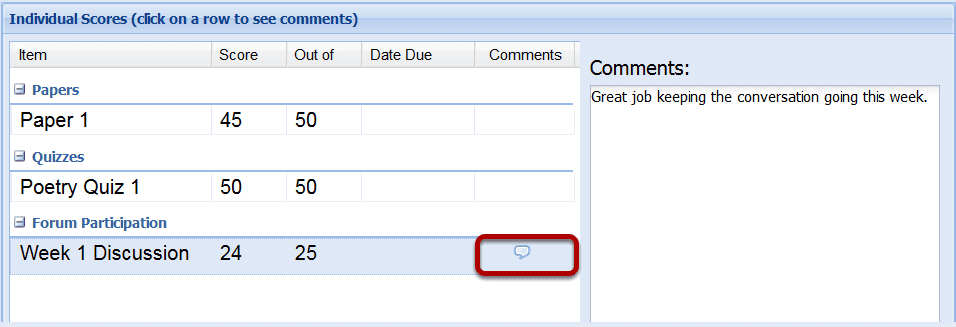 Individual Scores (click on a row to see comments)
Item Score Out of Date Due Comments
Papers
Paper 1 45 50
Quizzes
Poetry Quiz 1 50 50
Forum Participation
Week 1 Discussion 24 25
Comments:
Great job keeping the conversation going this week.